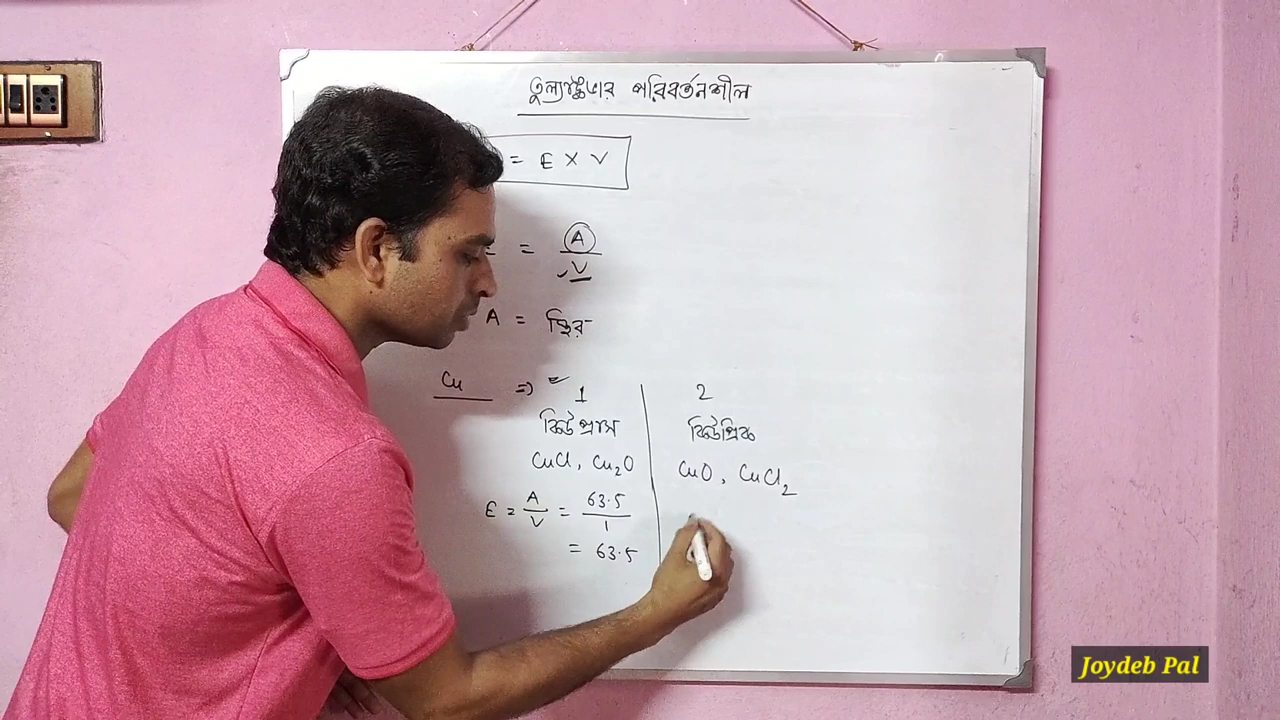 তুল্যাঙ্কভার পরিবর্তনশীল
= E × V
E = A / V
A = স্থির
Cu ⇒ 1 2
কিউপ্রাস কিউপ্রিক
CuCl, Cu₂O CuO, CuCl₂
E = A/V = 63.5/1
= 63.5
Joydeb Pal